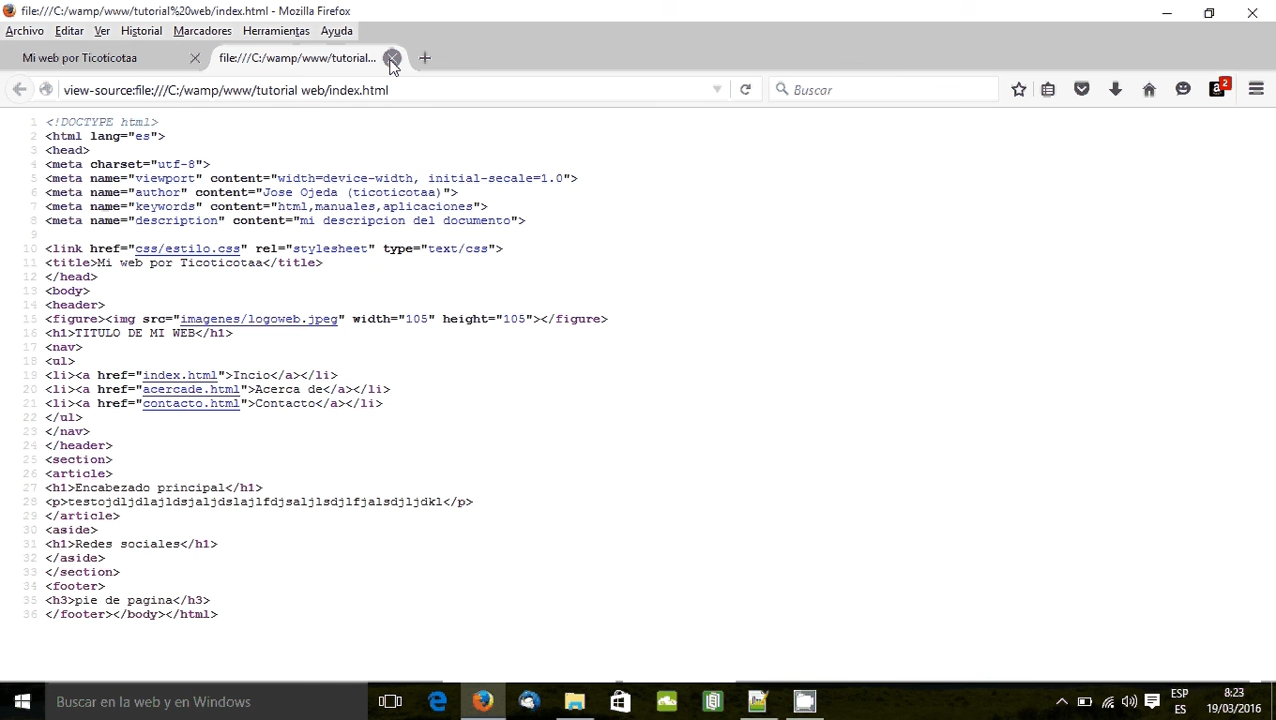 file:///C:/wamp/www/tutorial%20web/index.html - Mozilla Firefox
Archivo Editar Ver Historial Marcadores Herramientas Ayuda
Mi web por Ticoticotaa file:///C:/wamp/www/tutorial...
view-source:file:///C:/wamp/www/tutorial web/index.html Buscar 2
1 <!DOCTYPE html>
2 <html lang="es">
3 <head>
4 <meta charset="utf-8">
5 <meta name="viewport" content="width=device-width, initial-secale=1.0">
6 <meta name="author" content="Jose Ojeda (ticoticotaa)">
7 <meta name="keywords" content="html,manuales,aplicaciones">
8 <meta name="description" content="mi descripcion del documento">
9
10 <link href="css/estilo.css" rel="stylesheet" type="text/css">
11 <title>Mi web por Ticoticotaa</title>
12 </head>
13 <body>
14 <header>
15 <figure><img src="imagenes/logoweb.jpeg" width="105" height="105"></figure>
16 <h1>TITULO DE MI WEB</h1>
17 <nav>
18 <ul>
19 <li><a href="index.html">Incio</a></li>
20 <li><a href="acercade.html">Acerca de</a></li>
21 <li><a href="contacto.html">Contacto</a></li>
22 </ul>
23 </nav>
24 </header>
25 <section>
26 <article>
27 <h1>Encabezado principal</h1>
28 <p>testojdljdlajldsjaljdslajlfdjsaljlsdjlfjalsdjljdkl</p>
29 </article>
30 <aside>
31 <h1>Redes sociales</h1>
32 </aside>
33 </section>
34 <footer>
35 <h3>pie de pagina</h3>
36 </footer></body></html>
Buscar en la web y en Windows ESP 8:23
ES 19/03/2016